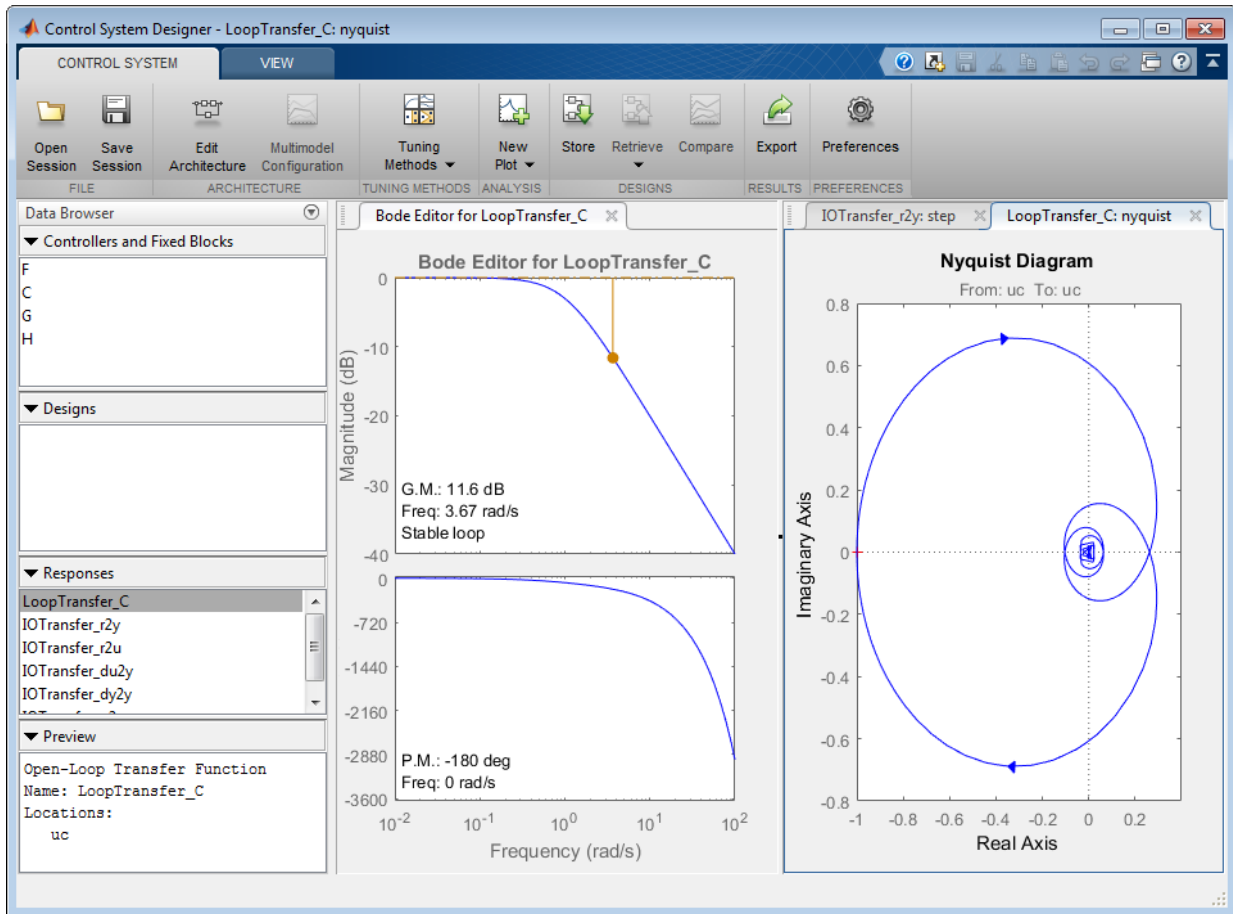 Control System Designer - LoopTransfer_C: nyquist
CONTROL SYSTEM
VIEW
Open Session
Save Session
Edit Architecture
Multimodel Configuration
Tuning Methods
New Plot
Store
Retrieve
Compare
Export
Preferences
FILE
ARCHITECTURE
TUNING METHODS
ANALYSIS
DESIGNS
RESULTS
PREFERENCES
Data Browser
Controllers and Fixed Blocks
F
C
G
H
Designs
Responses
LoopTransfer_C
IOTransfer_r2y
IOTransfer_r2u
IOTransfer_du2y
IOTransfer_dy2y
Preview
Open-Loop Transfer Function
Name: LoopTransfer_C
Locations:
uc
Bode Editor for LoopTransfer_C
Bode Editor for LoopTransfer_C
Magnitude (dB)
0
-10
-20
-30
-40
G.M.: 11.6 dB
Freq: 3.67 rad/s
Stable loop
0
-720
-1440
-2160
-2880
-3600
P.M.: -180 deg
Freq: 0 rad/s
10-2 10-1 100 101 102
Frequency (rad/s)
IOTransfer_r2y: step
LoopTransfer_C: nyquist
Nyquist Diagram
From: uc To: uc
Imaginary Axis
0.8
0.6
0.4
0.2
0
-0.2
-0.4
-0.6
-0.8
-1 -0.8 -0.6 -0.4 -0.2 0 0.2
Real Axis